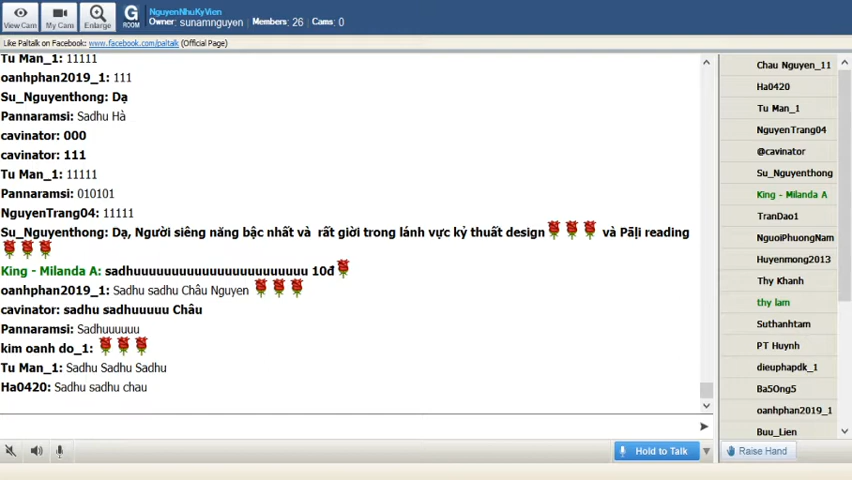 View Cam
My Cam
Enlarge
G
ROOM
NguyenNhuKyVien
Owner: sunamnguyen Members: 26 Cams: 0
Like Paltalk on Facebook: www.facebook.com/paltalk (Official Page)
Tu Man_1: 11111
oanhphan2019_1: 111
Su_Nguyenthong: Dạ
Pannaramsi: Sadhu Hà
cavinator: 000
cavinator: 111
Tu Man_1: 11111
Pannaramsi: 010101
NguyenTrang04: 11111
Su_Nguyenthong: Dạ, Người siêng năng bậc nhất và rất giời trong lánh vực kỷ thuất design và Pāḷi reading
King - Milanda A: sadhuuuuuuuuuuuuuuuuuuuuuuu 10đ
oanhphan2019_1: Sadhu sadhu Châu Nguyen
cavinator: sadhu sadhuuuuu Châu
Pannaramsi: Sadhuuuuuu
kim oanh do_1:
Tu Man_1: Sadhu Sadhu Sadhu
Ha0420: Sadhu sadhu chau
Hold to Talk
Chau Nguyen_11
Ha0420
Tu Man_1
NguyenTrang04
@cavinator
Su_Nguyenthong
King - Milanda A
TranDao1
NguoiPhuongNam
Huyenmong2013
Thy Khanh
thy lam
Suthanhtam
PT Huynh
dieuphapdk_1
Ba5Ong5
oanhphan2019_1
Buu_Lien
Raise Hand